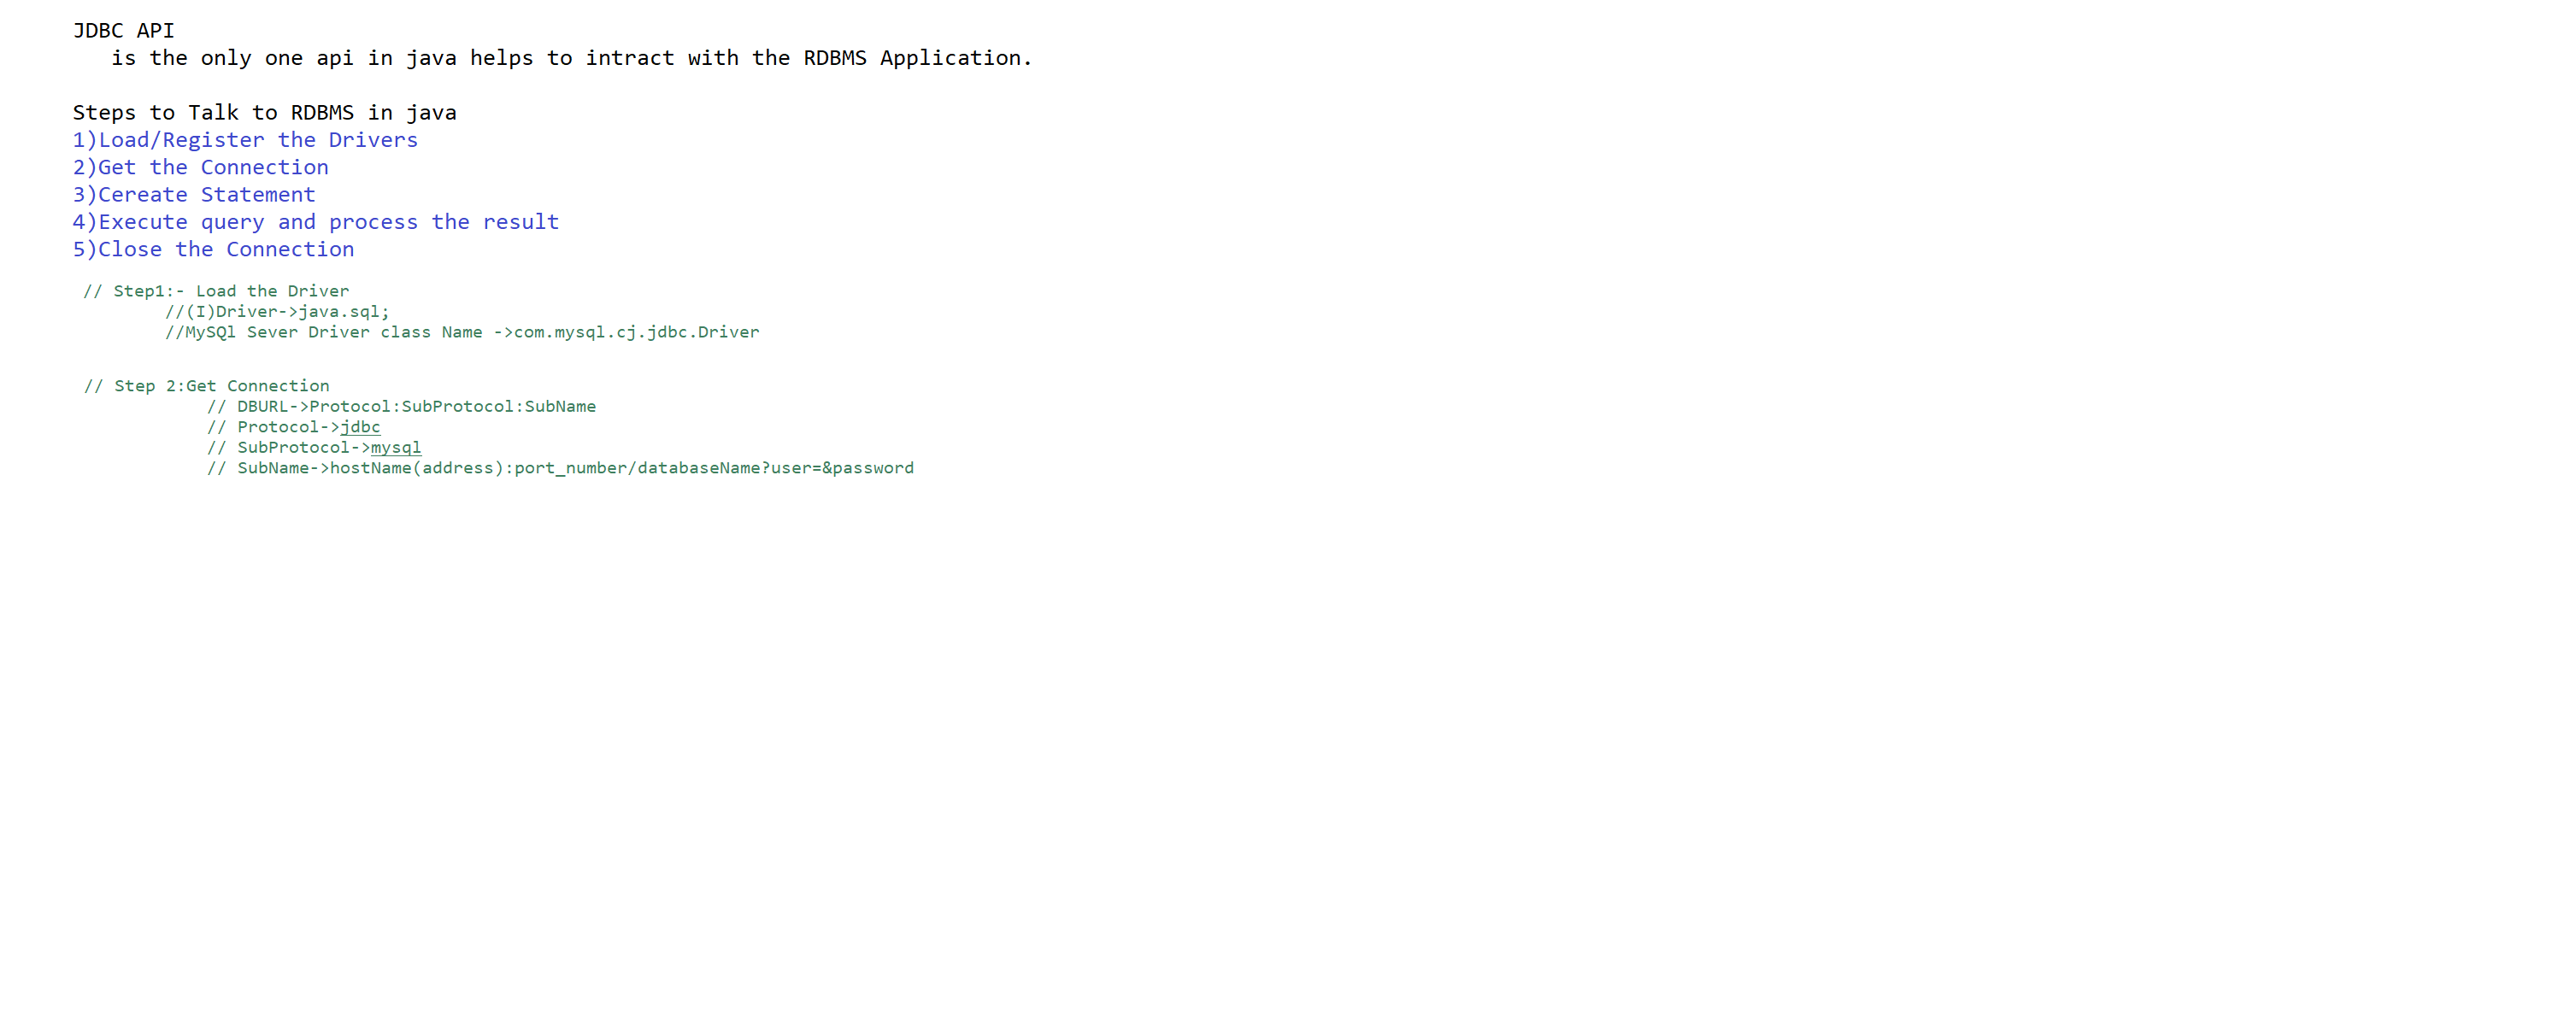 JDBC API
is the only one api in java helps to intract with the RDBMS Application.
Steps to Talk to RDBMS in java
1)Load/Register the Drivers
2)Get the Connection
3)Cereate Statement
4)Execute query and process the result
5)Close the Connection
// Step1:- Load the Driver
//(I)Driver->java.sql;
//MySQl Sever Driver class Name ->com.mysql.cj.jdbc.Driver
// Step 2:Get Connection
// DBURL->Protocol:SubProtocol:SubName
// Protocol->jdbc
// SubProtocol->mysql
// SubName->hostName(address):port_number/databaseName?user=&password